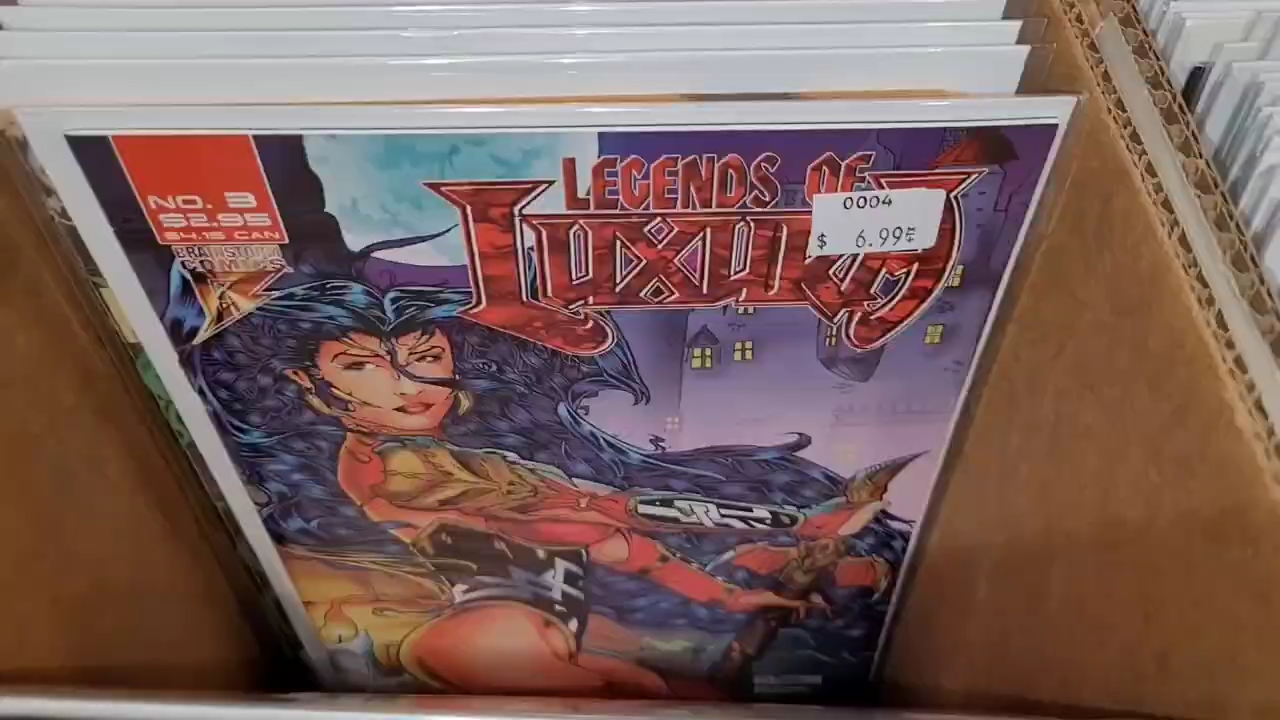 NO. 3
$2.95
$4.15 CAN
BRAINSTORM
COMICS
LEGENDS OF
LUXURA
0004
$ 6.99